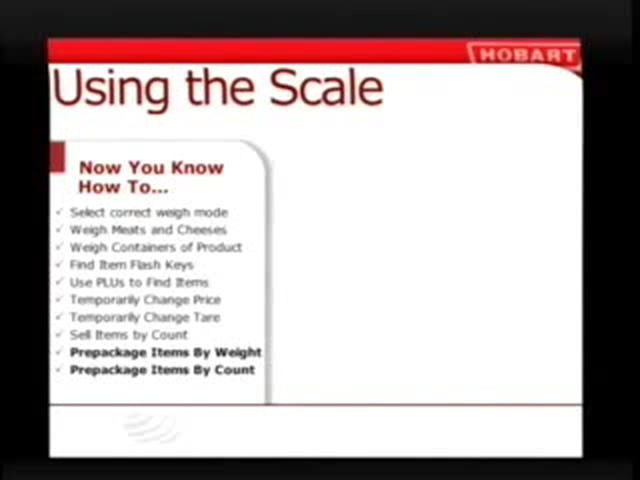 HOBART
Using the Scale
Now You Know
How To...
✓ Select correct weigh mode
✓ Weigh Meats and Cheeses
✓ Weigh Containers of Product
✓ Find Item Flash Keys
✓ Use PLUs to Find Items
✓ Temporarily Change Price
✓ Temporarily Change Tare
✓ Sell Items by Count
✓ Prepackage Items By Weight
✓ Prepackage Items By Count